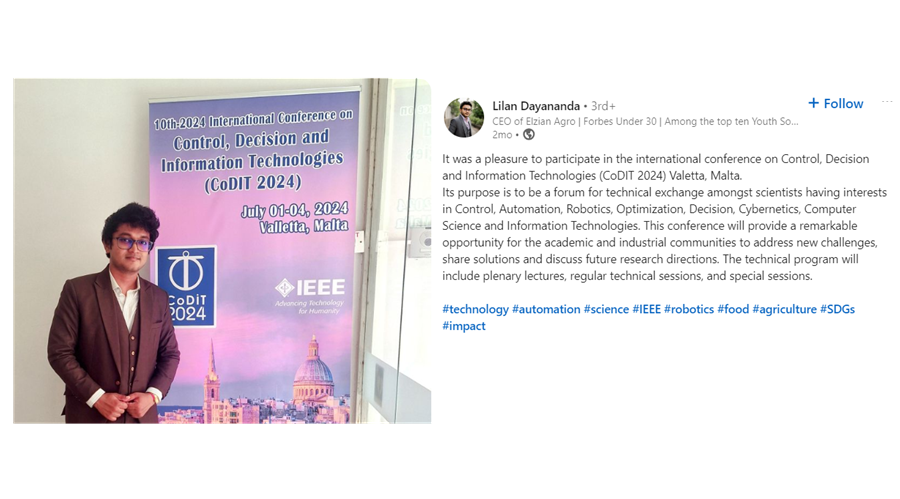 10th-2024 International Conference on
Control, Decision and
Information Technologies
(CoDIT 2024)
July 01-04, 2024
Valletta, Malta
CoDIT
2024
IEEE
Advancing Technology
for Humanity
Lilan Dayananda • 3rd+
+ Follow
CEO of Elzian Agro | Forbes Under 30 | Among the top ten Youth So...
2mo •
It was a pleasure to participate in the international conference on Control, Decision
and Information Technologies (CoDIT 2024) Valetta, Malta.
Its purpose is to be a forum for technical exchange amongst scientists having interests
in Control, Automation, Robotics, Optimization, Decision, Cybernetics, Computer
Science and Information Technologies. This conference will provide a remarkable
opportunity for the academic and industrial communities to address new challenges,
share solutions and discuss future research directions. The technical program will
include plenary lectures, regular technical sessions, and special sessions.
#technology #automation #science #IEEE #robotics #food #agriculture #SDGs
#impact